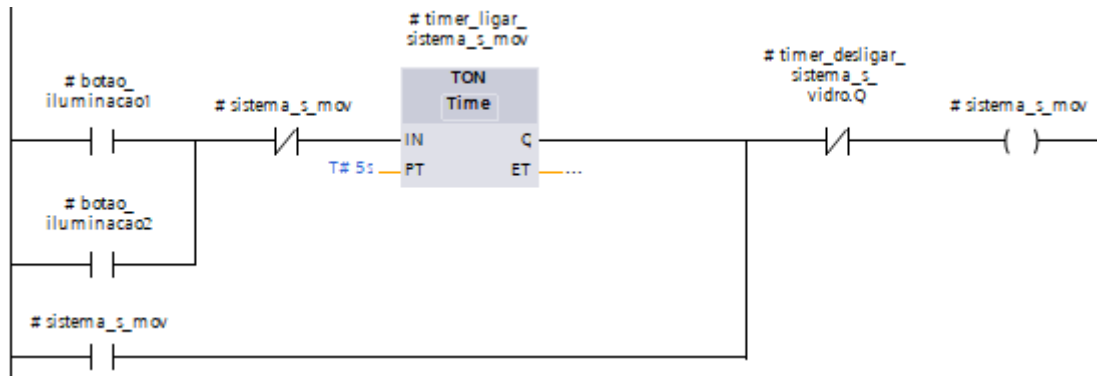 # timer_ligar_
sistema_s_mov
# timer_desligar_
sistema_s_
vidro.Q
# botao_
iluminacao1
# sistema_s_mov
TON
Time
# sistema_s_mov
IN
Q
T# 5s
PT
ET
...
# botao_
iluminacao2
# sistema_s_mov